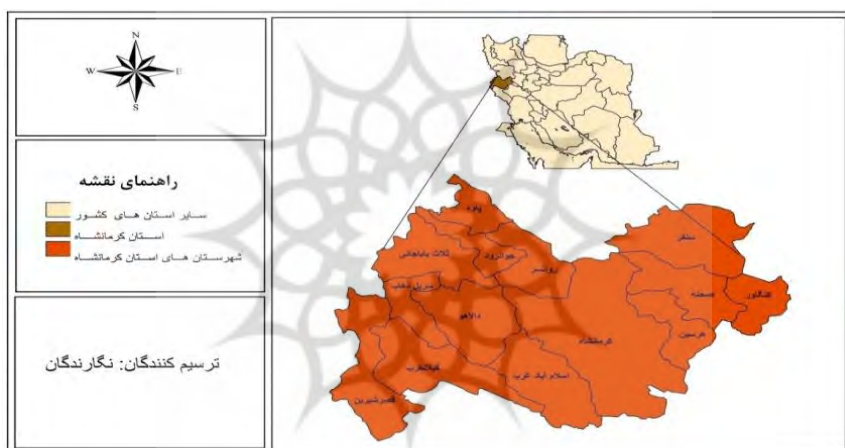 N
W E
S
راهنمای نقشه
سایر استان های کشور
استان کرمانشاه
شهرستان های استان کرمانشاه
ترسیم کنندگان: نگارندگان
پاوه
ثلاث باباجانی
جوانرود
روانسر
سنقر
سرپل ذهاب
دالاهو
صحنه
کنگاور
هرسین
کرمانشاه
گیلانغرب
اسلام آباد غرب
قصرشیرین